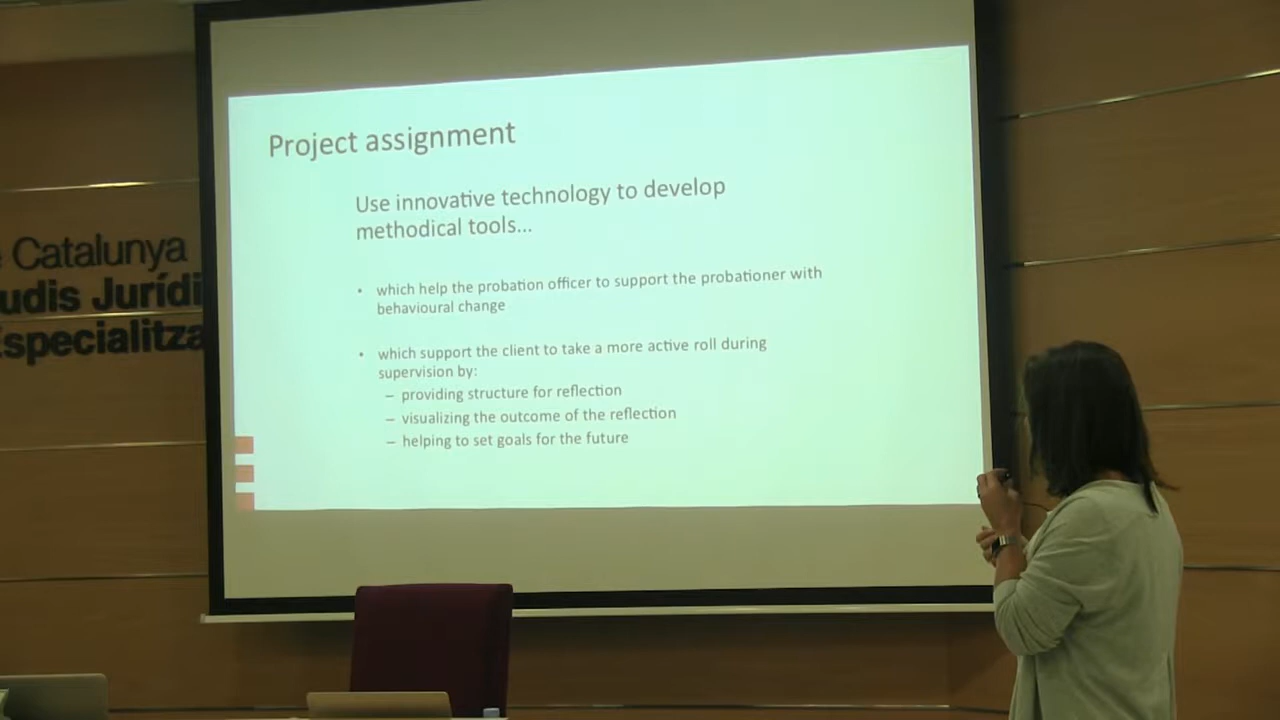 Project assignment
Use innovative technology to develop
methodical tools...
• which help the probation officer to support the probationer with
behavioural change
• which support the client to take a more active roll during
supervision by:
– providing structure for reflection
– visualizing the outcome of the reflection
– helping to set goals for the future
Catalunya
udis Jurídi
Especialitza